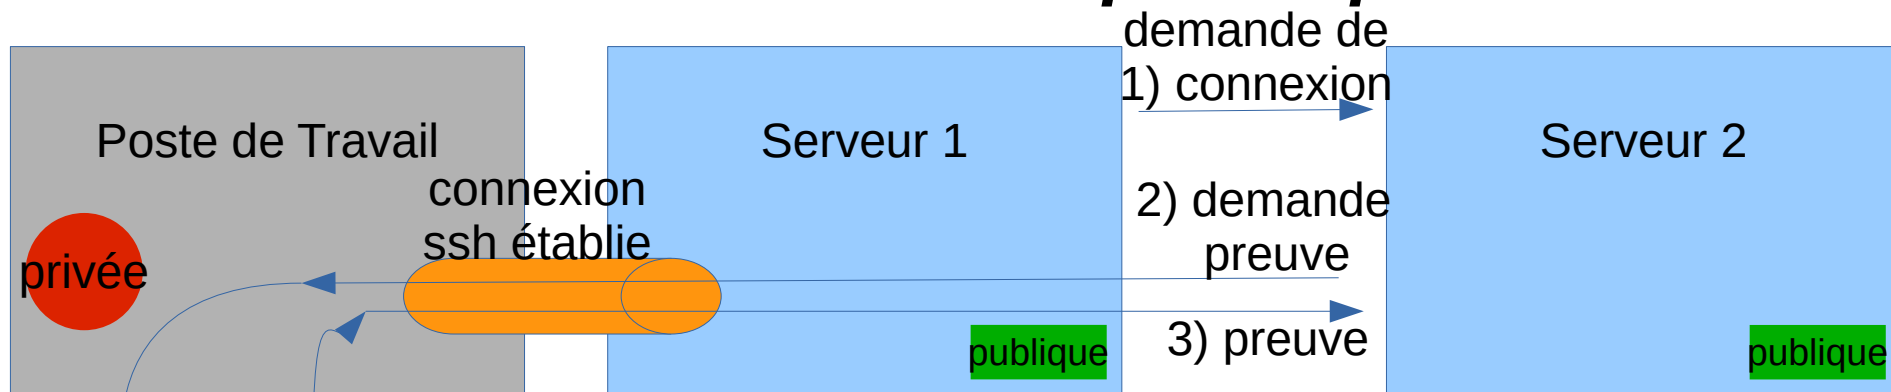 demande de
1) connexion
Poste de Travail
Serveur 1
Serveur 2
connexion
ssh établie
2) demande
preuve
privée
3) preuve
publique
publique